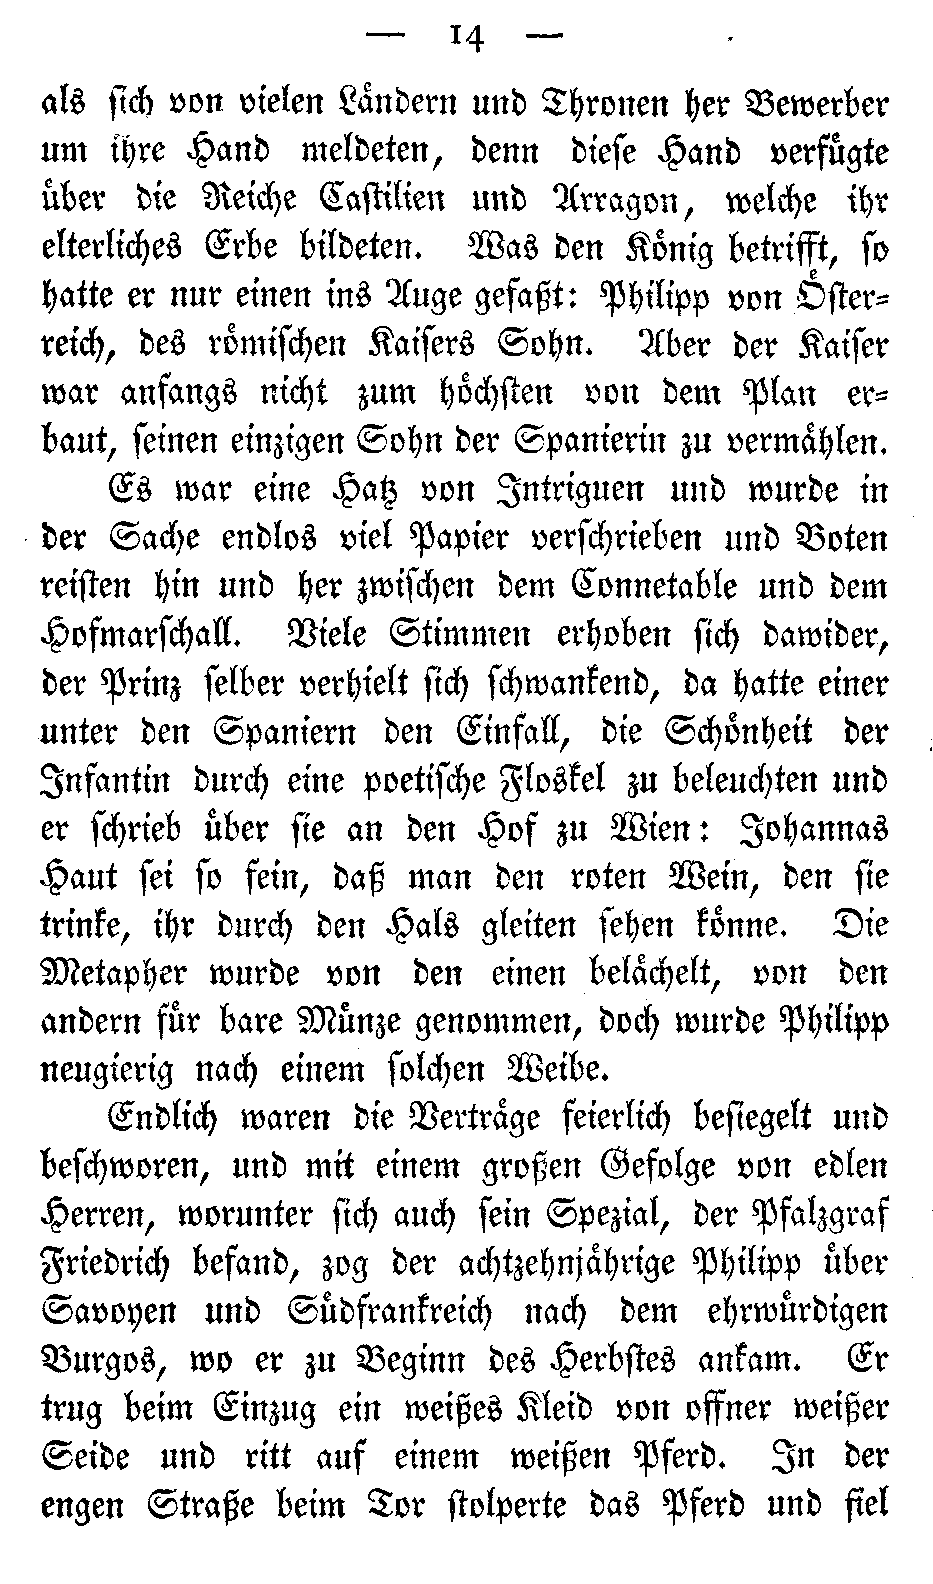 — 14 —
als sich von vielen Ländern und Thronen her Bewerber
um ihre Hand meldeten, denn diese Hand verfügte
über die Reiche Castilien und Arragon, welche ihr
elterliches Erbe bildeten. Was den König betrifft, so
hatte er nur einen ins Auge gefaßt: Philipp von Öster-
reich, des römischen Kaisers Sohn. Aber der Kaiser
war anfangs nicht zum höchsten von dem Plan er-
baut, seinen einzigen Sohn der Spanierin zu vermählen.
Es war eine Hatz von Intriguen und wurde in
der Sache endlos viel Papier verschrieben und Boten
reisten hin und her zwischen dem Connetable und dem
Hofmarschall. Viele Stimmen erhoben sich dawider,
der Prinz selber verhielt sich schwankend, da hatte einer
unter den Spaniern den Einfall, die Schönheit der
Infantin durch eine poetische Floskel zu beleuchten und
er schrieb über sie an den Hof zu Wien: Johannas
Haut sei so fein, daß man den roten Wein, den sie
trinke, ihr durch den Hals gleiten sehen könne. Die
Metapher wurde von den einen belächelt, von den
andern für bare Münze genommen, doch wurde Philipp
neugierig nach einem solchen Weibe.
Endlich waren die Verträge feierlich besiegelt und
beschworen, und mit einem großen Gefolge von edlen
Herren, worunter sich auch sein Spezial, der Pfalzgraf
Friedrich befand, zog der achtzehnjährige Philipp über
Savoyen und Südfrankreich nach dem ehrwürdigen
Burgos, wo er zu Beginn des Herbstes ankam. Er
trug beim Einzug ein weißes Kleid von offner weißer
Seide und ritt auf einem weißen Pferd. In der
engen Straße beim Tor stolperte das Pferd und fiel